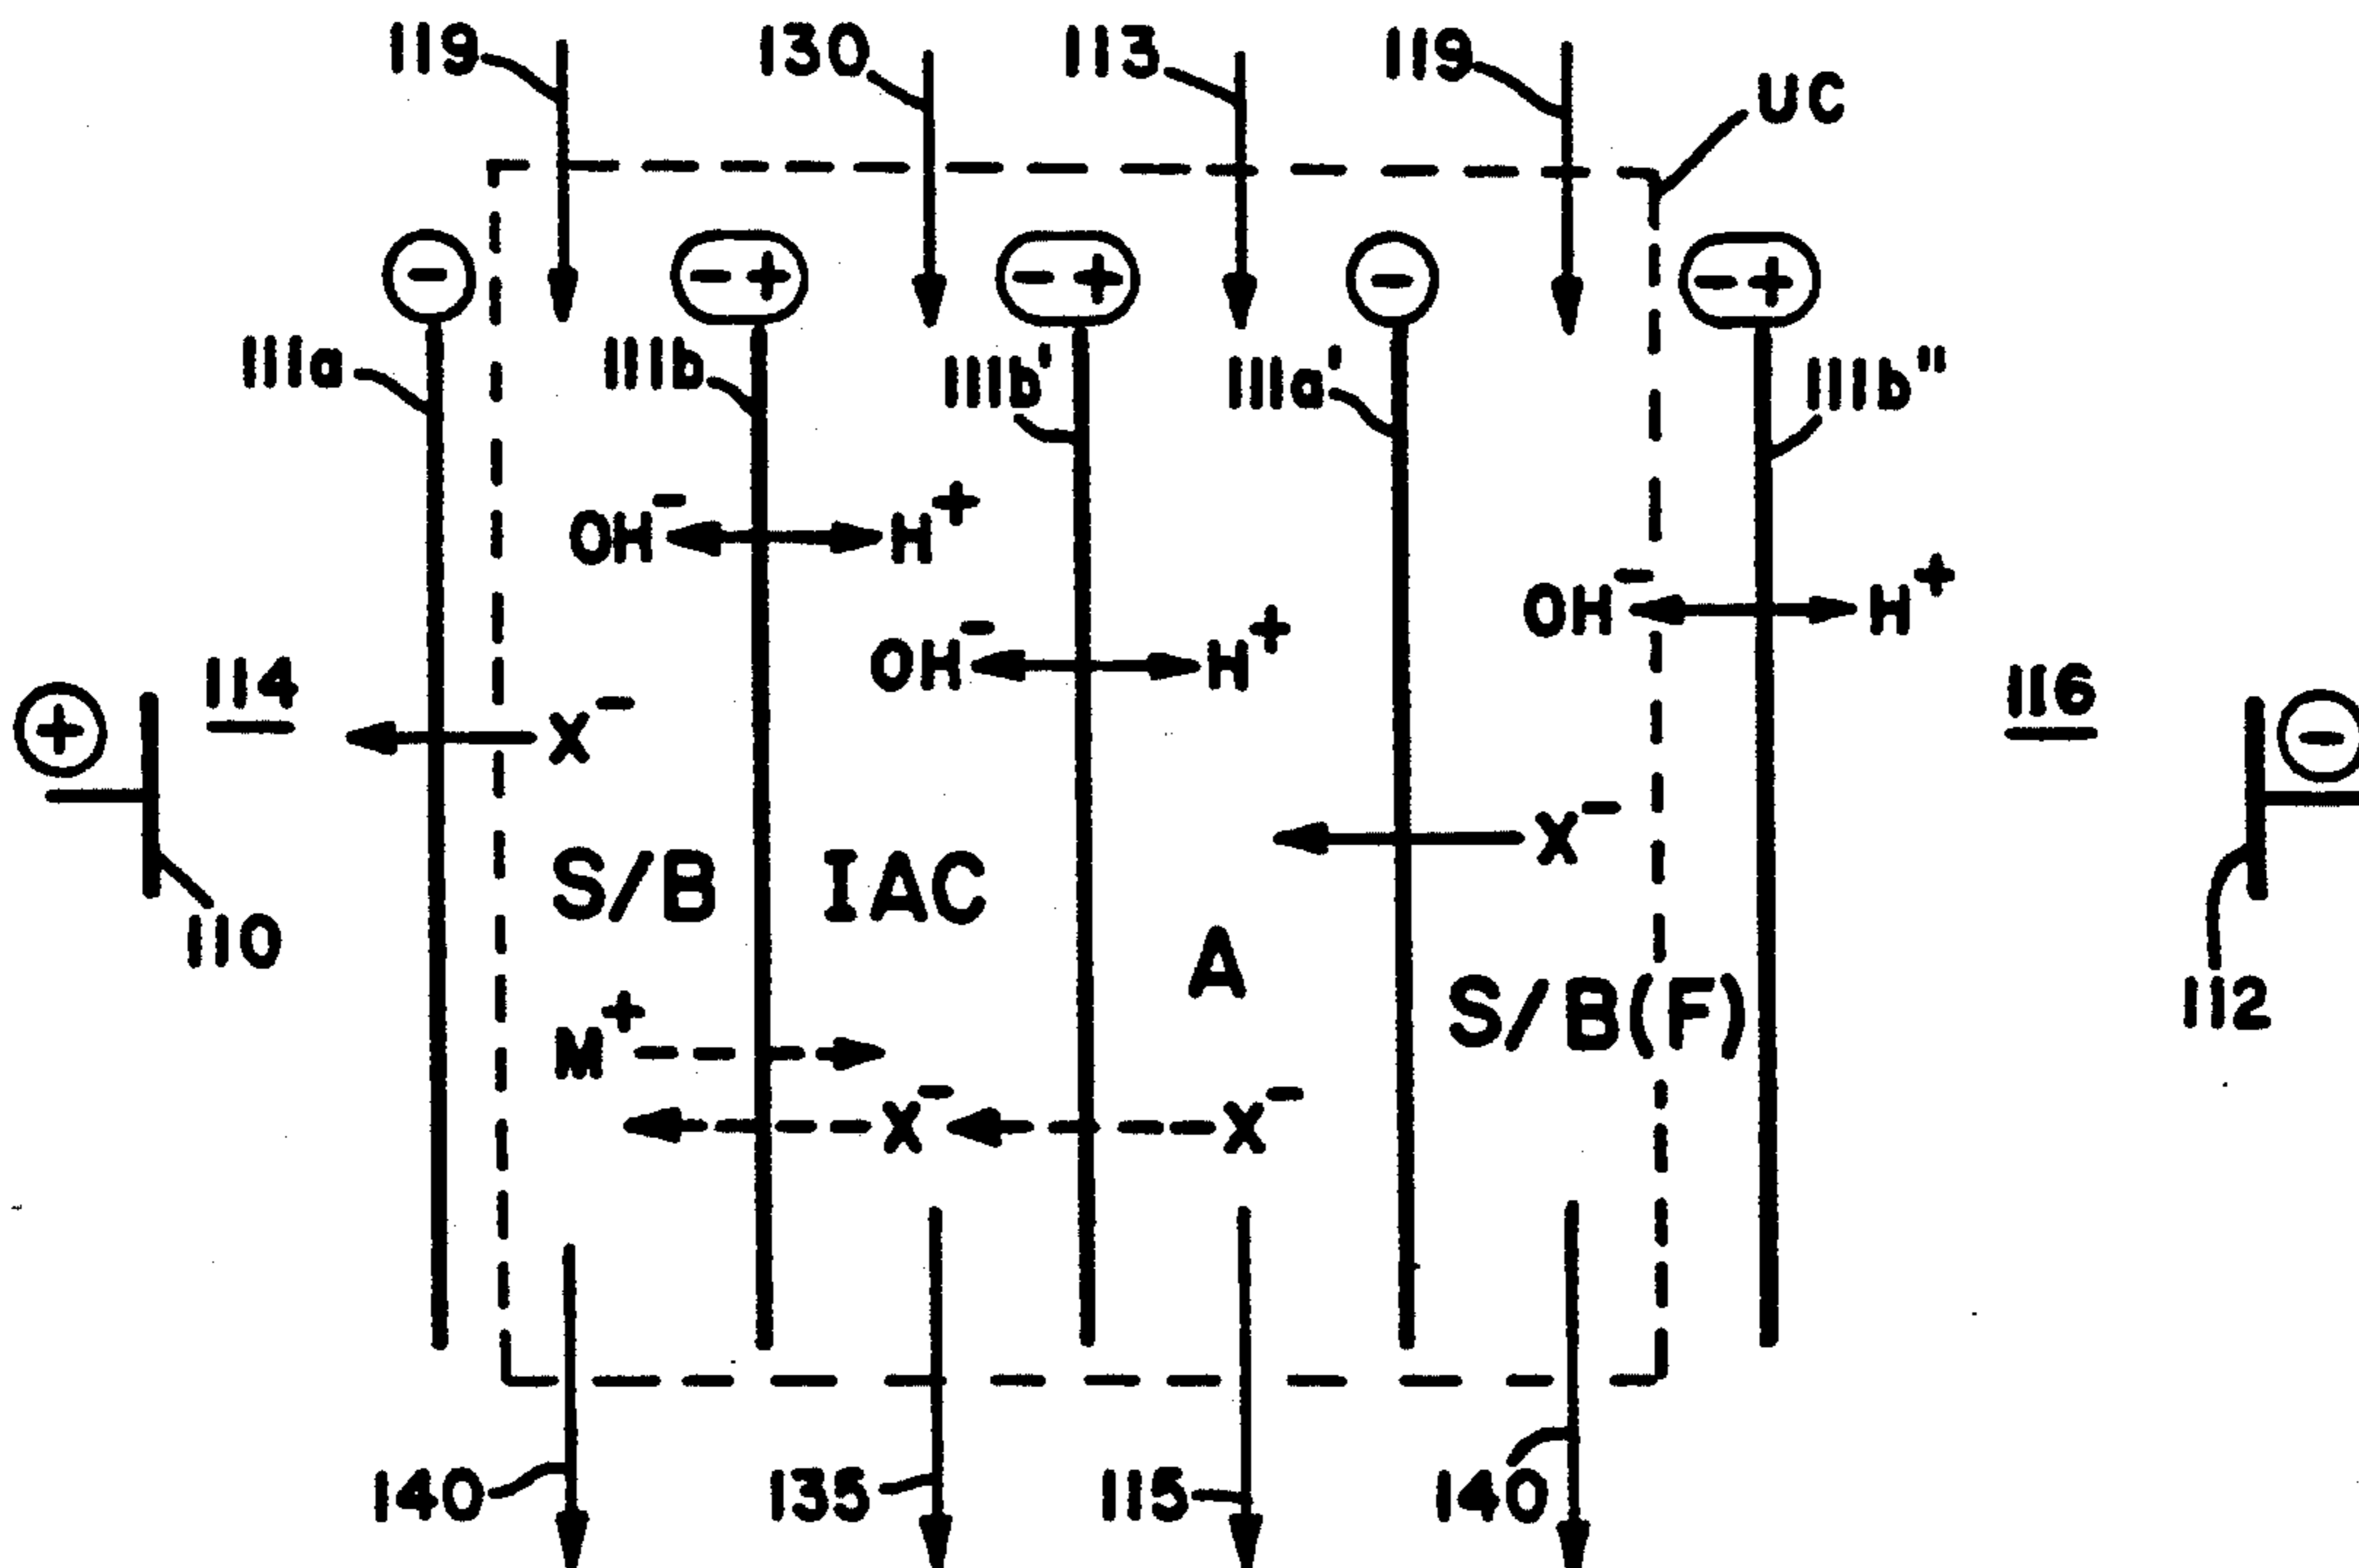 119 130 113 119 UC
− − + − + − − +
111a 111b 111b' 111a' 111b"
OH⁻ H⁺
OH⁻ H⁺
OH⁻ H⁺
+ 114 X⁻ 116 −
X⁻
S/B IAC
110 A S/B(F) 112
M⁺
X⁻ X⁻
140 135 115 140